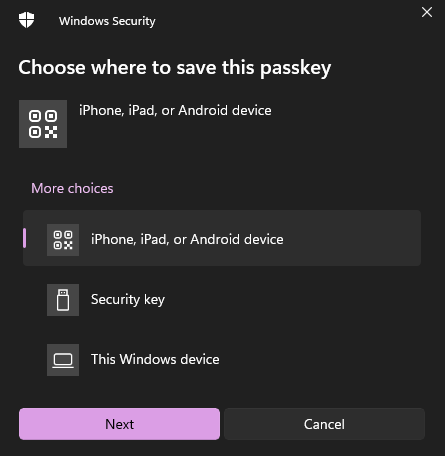 Windows Security
Choose where to save this passkey
iPhone, iPad, or Android device
More choices
iPhone, iPad, or Android device
Security key
This Windows device
Next
Cancel